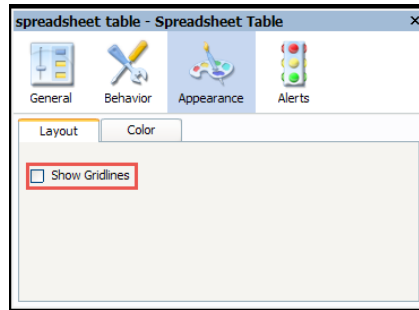 spreadsheet table - Spreadsheet Table
General Behavior Appearance Alerts
Layout Color
Show Gridlines